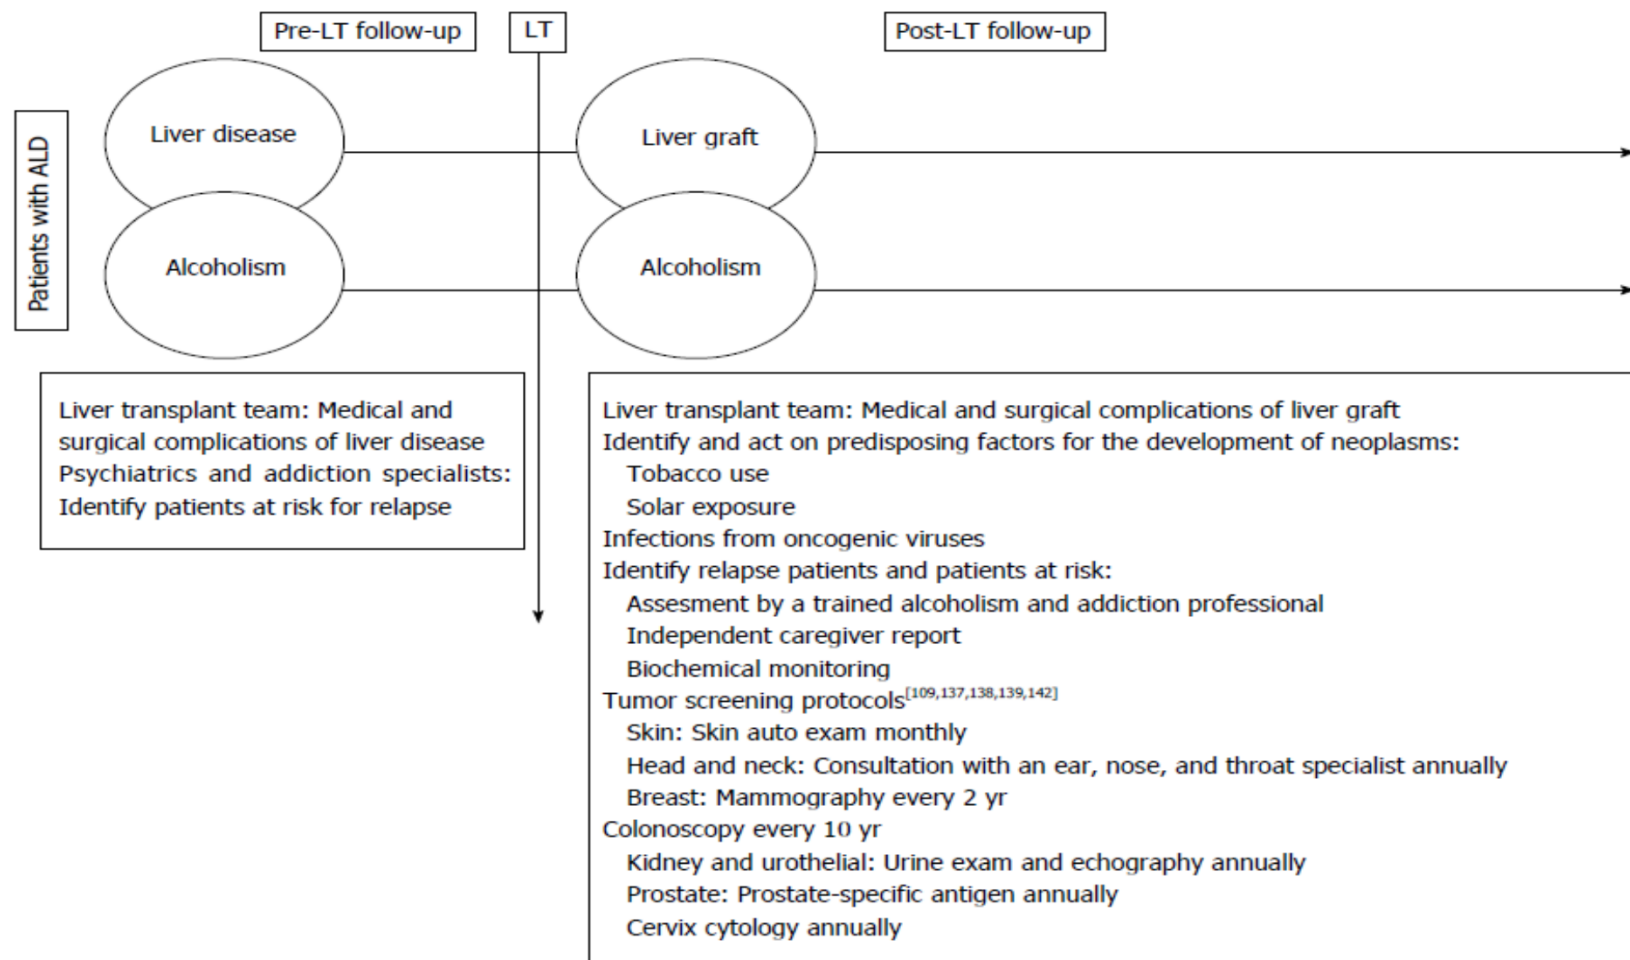 Pre-LT follow-up
LT
Post-LT follow-up
Patients with ALD
Liver disease
Liver graft
Alcoholism
Alcoholism
Liver transplant team: Medical and
surgical complications of liver disease
Psychiatrics and addiction specialists:
Identify patients at risk for relapse
Liver transplant team: Medical and surgical complications of liver graft
Identify and act on predisposing factors for the development of neoplasms:
Tobacco use
Solar exposure
Infections from oncogenic viruses
Identify relapse patients and patients at risk:
Assesment by a trained alcoholism and addiction professional
Independent caregiver report
Biochemical monitoring
Tumor screening protocols[109,137,138,139,142]
Skin: Skin auto exam monthly
Head and neck: Consultation with an ear, nose, and throat specialist annually
Breast: Mammography every 2 yr
Colonoscopy every 10 yr
Kidney and urothelial: Urine exam and echography annually
Prostate: Prostate-specific antigen annually
Cervix cytology annually